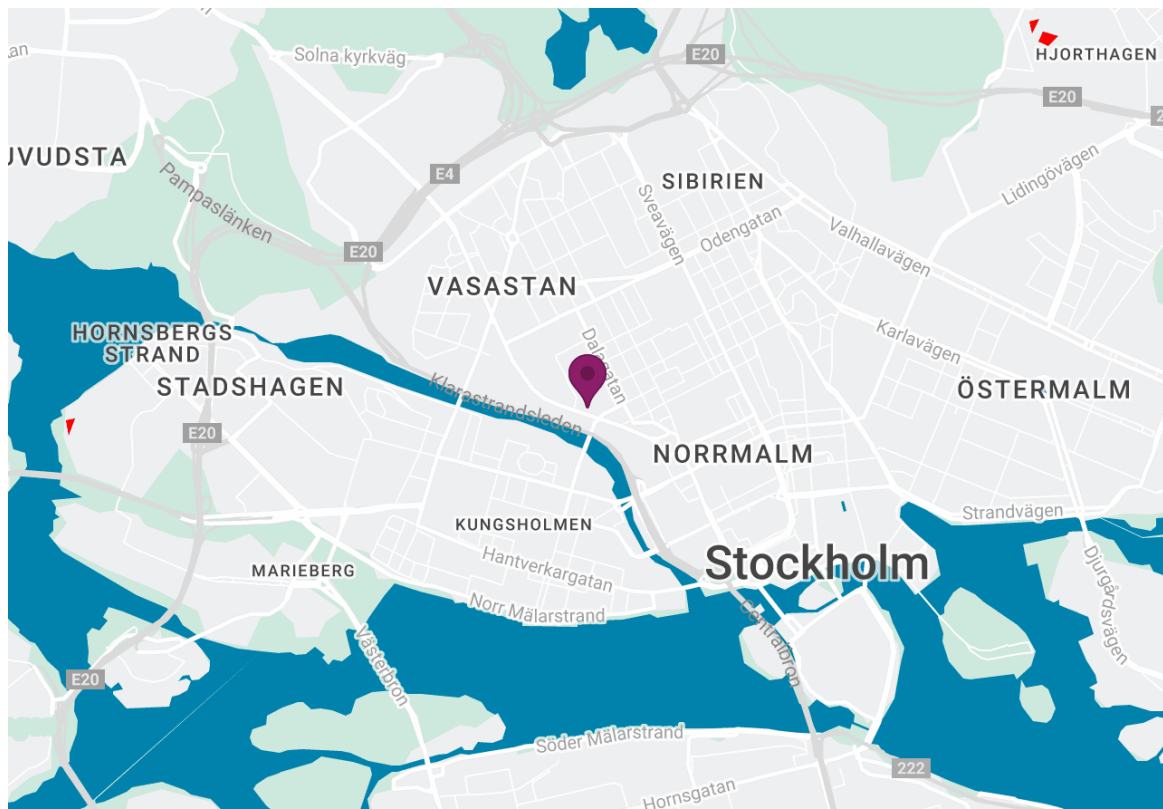 Solna kyrkväg
E20
HJORTHAGEN
E20
JVUDSTA
E4
SIBIRIEN
Lidingövägen
Pampaslänken
Sveavägen
Odengatan
Valhallavägen
E20
VASASTAN
HORNSBERGS
STRAND
Karlavägen
Dalagatan
STADSHAGEN
Klarastrandsleden
ÖSTERMALM
E20
NORRMALM
Strandvägen
KUNGSHOLMEN
Hantverkargatan
Stockholm
MARIEBERG
Norr Mälarstrand
Djurgårdsvägen
Centralbron
Västerbron
E20
Söder Mälarstrand
222
Hornsgatan